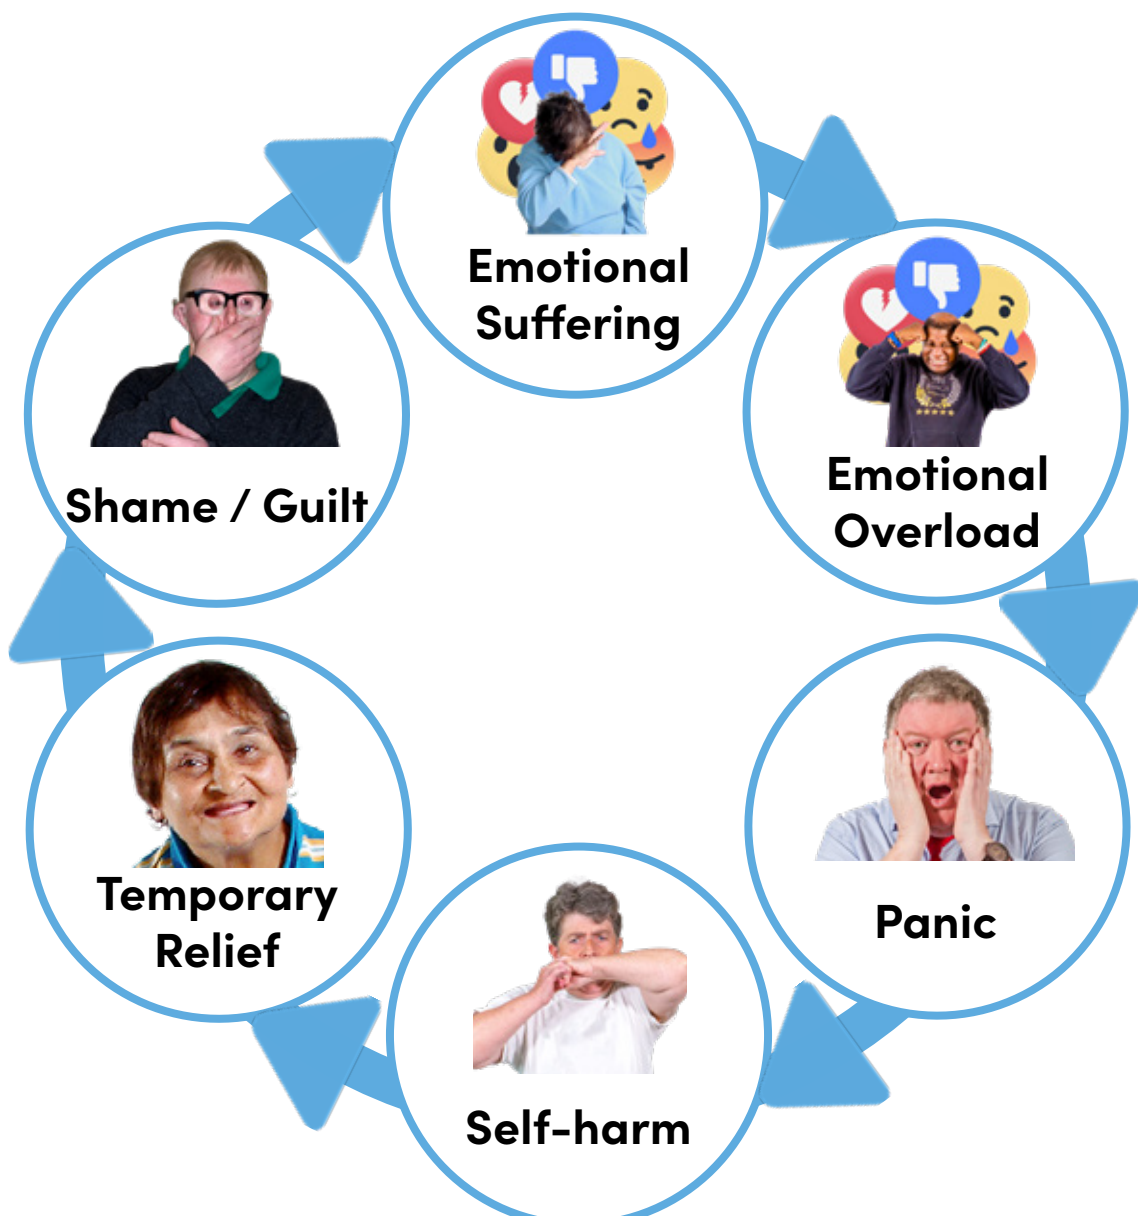 Emotional
Suffering
Emotional
Overload
Panic
Self-harm
Temporary
Relief
Shame / Guilt